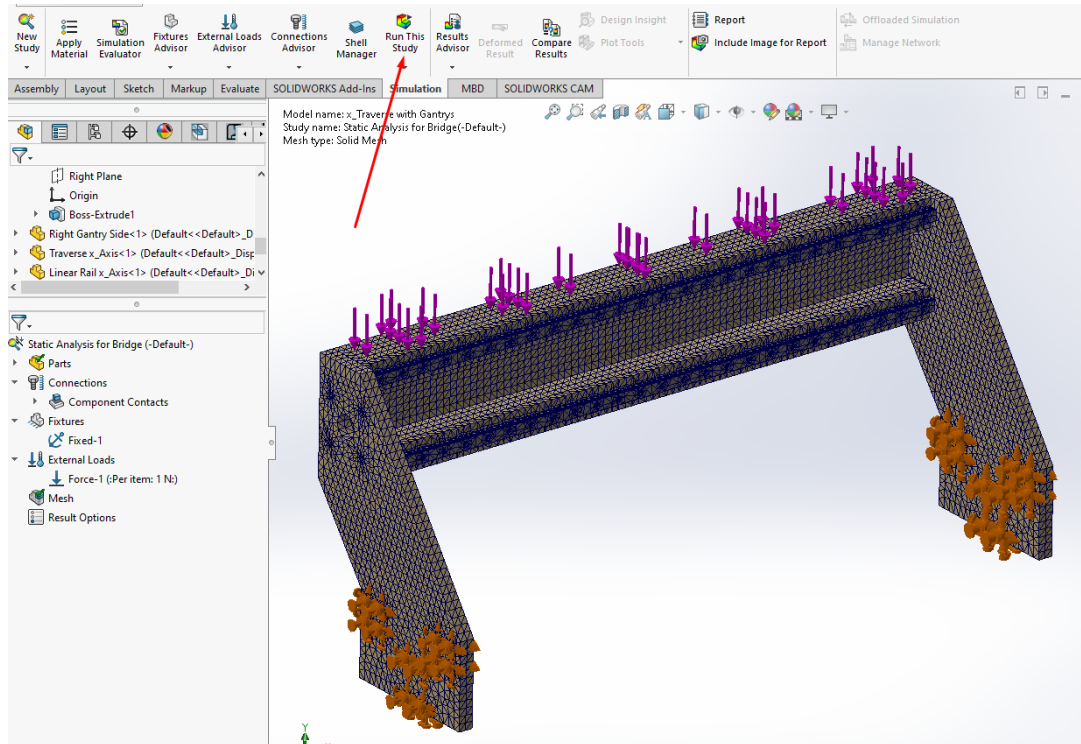 New Study
Apply Material
Simulation Evaluator
Fixtures Advisor
External Loads Advisor
Connections Advisor
Shell Manager
Run This Study
Results Advisor
Deformed Result
Compare Results
Design Insight
Plot Tools
Report
Include Image for Report
Offloaded Simulation
Manage Network
Assembly Layout Sketch Markup Evaluate SOLIDWORKS Add-Ins Simulation MBD SOLIDWORKS CAM
Right Plane
Origin
Boss-Extrude1
Right Gantry Side<1> (Default<<Default>_D
Traverse x_Axis<1> (Default<<Default>_Disp
Linear Rail x_Axis<1> (Default<<Default>_Di
Static Analysis for Bridge (-Default-)
Parts
Connections
Component Contacts
Fixtures
Fixed-1
External Loads
Force-1 (:Per item: 1 N:)
Mesh
Result Options
Model name: x_Traverse with Gantrys
Study name: Static Analysis for Bridge(-Default-)
Mesh type: Solid Mesh
Y